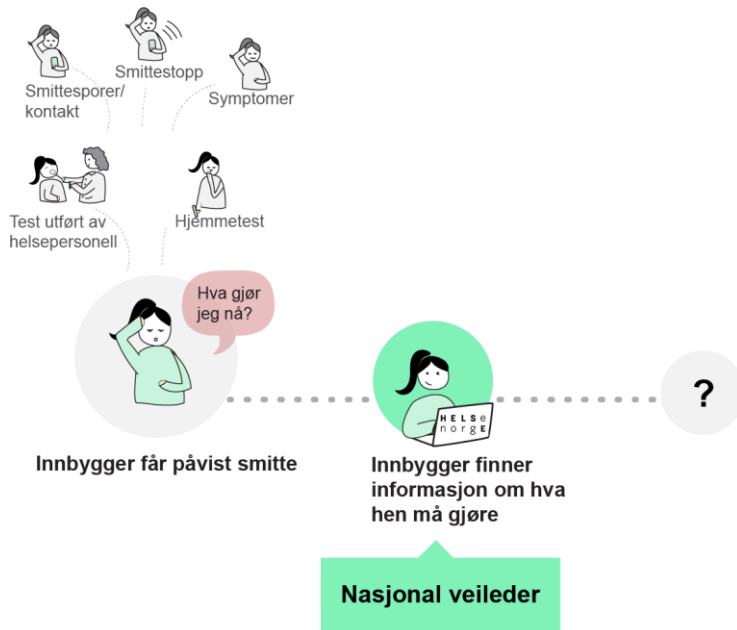 Smittestopp
Smittesporer/
kontakt
Symptomer
Test utført av
helsepersonell
Hjemmetest
Hva gjør
jeg nå?
HELSe
norgE
?
Innbygger får påvist smitte
Innbygger finner
informasjon om hva
hen må gjøre
Nasjonal veileder